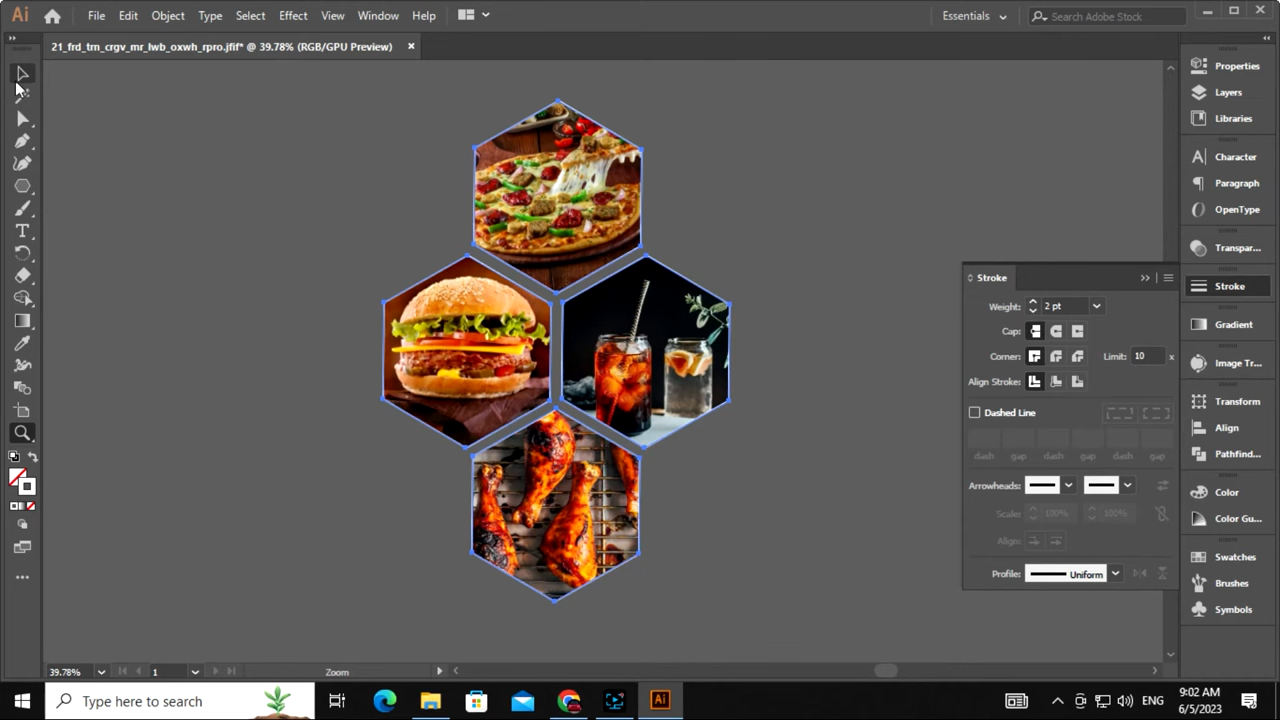 Ai File Edit Object Type Select Effect View Window Help Essentials Search Adobe Stock
21_frd_trn_crgv_mr_lwb_oxwh_rpro.jfif* @ 39.78% (RGB/GPU Preview)
Properties
Layers
Libraries
Character
Paragraph
OpenType
Transpar...
Stroke
Gradient
Image Tr...
Transform
Align
Pathfind...
Color
Color Gu...
Swatches
Brushes
Symbols
Stroke
Weight: 2 pt
Cap:
Corner: Limit: 10 x
Align Stroke:
Dashed Line
dash gap dash gap dash gap
Arrowheads:
Scale: 100% 100%
Align:
Profile: Uniform
39.78% 1 Zoom
Type here to search
Ai
ENG
9:02 AM
6/5/2023